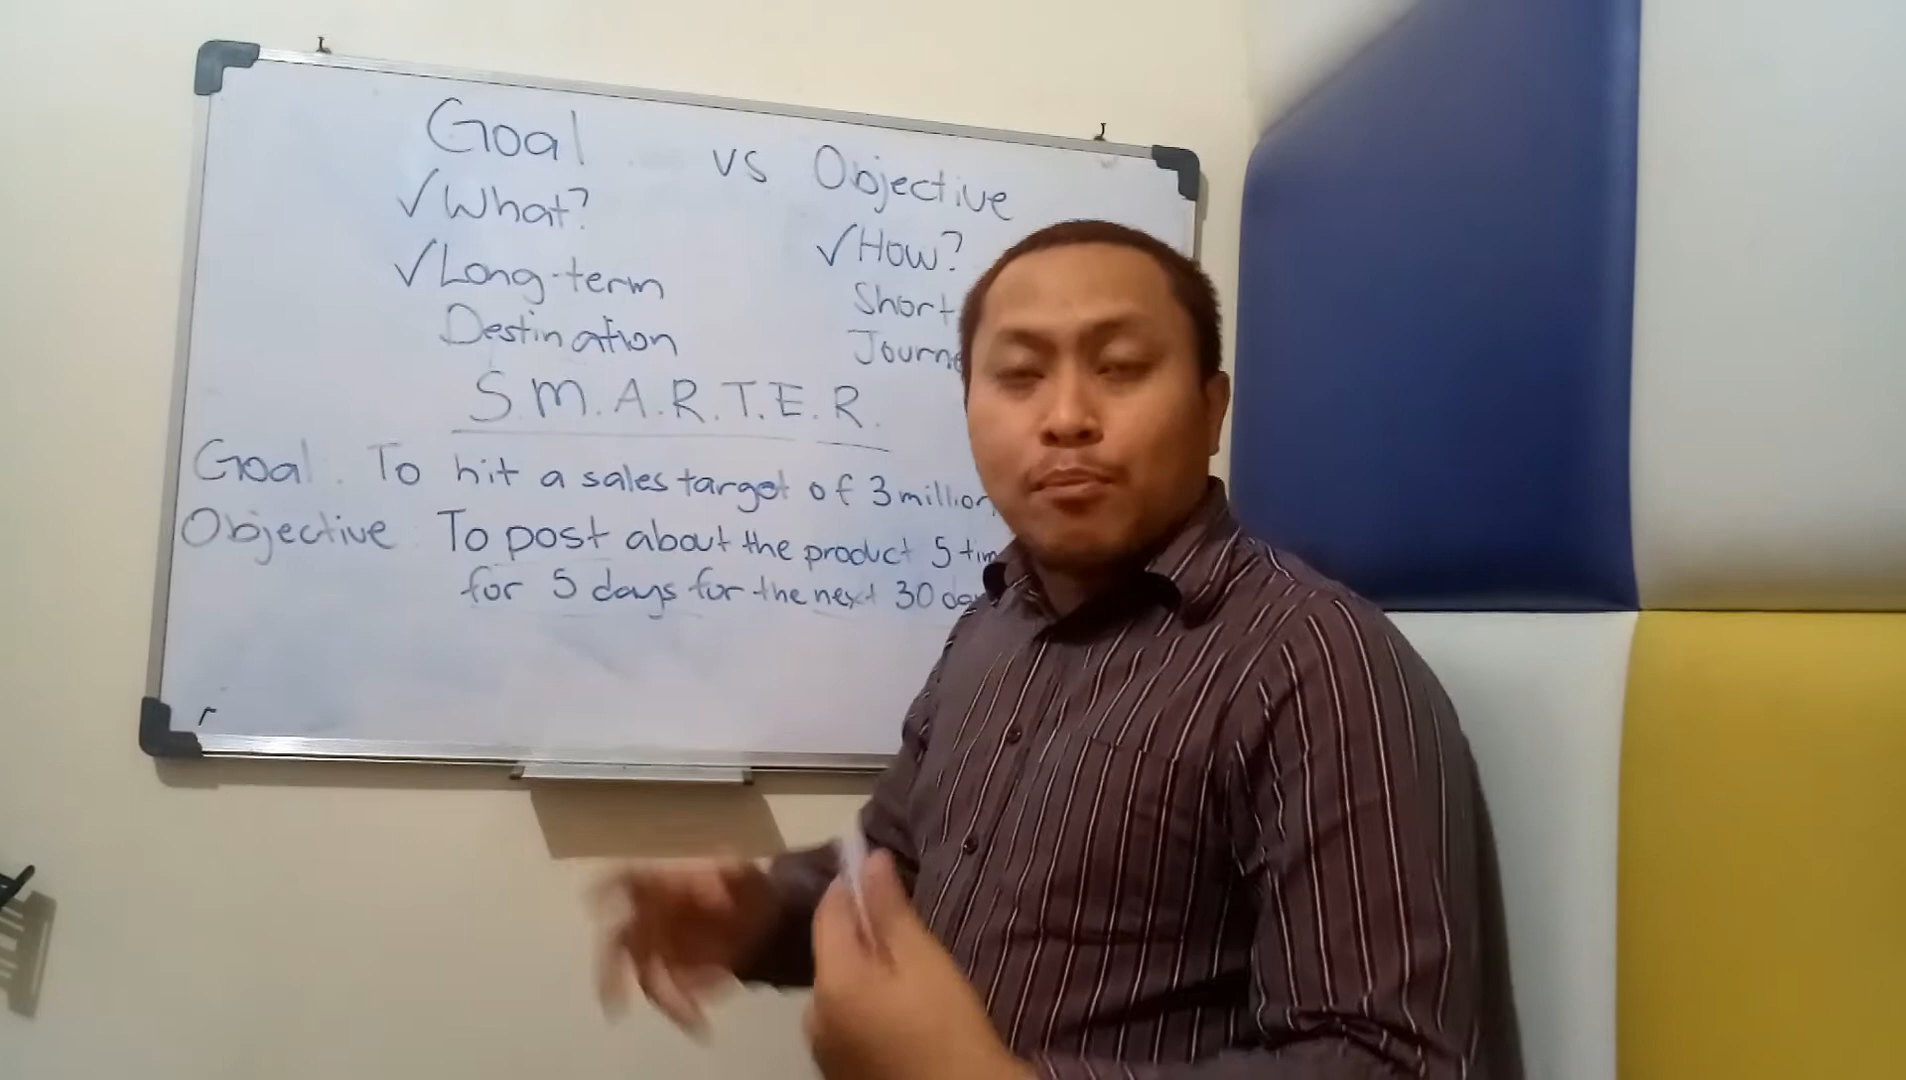 Goal vs Objective
✓What? ✓How?
✓Long-term Short
Destination Journe
S.M.A.R.T.E.R.
Goal. To hit a sales target of 3 million
Objective To post about the product 5 tim
for 5 days for the next 30 da